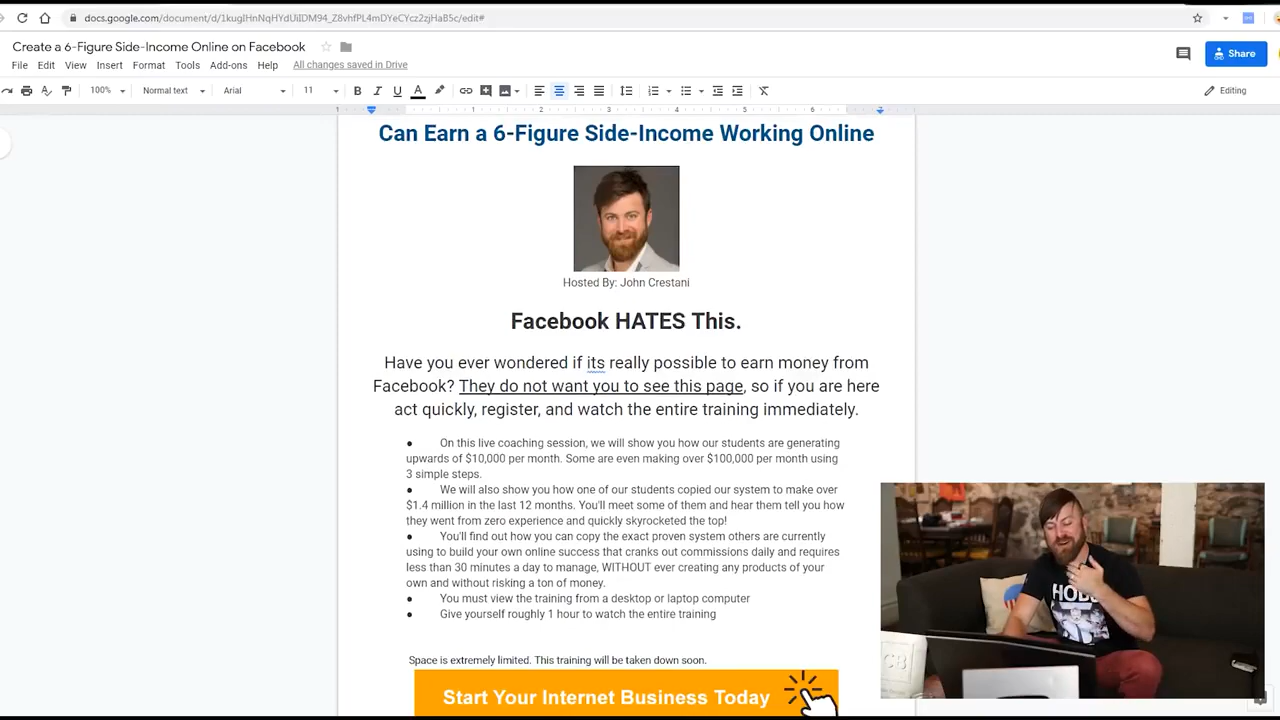 docs.google.com/document/d/1kugIHnNqHYdUiIDM94_Z8vhfPL4mDYeCYcz2zjHaB5c/edit#
Create a 6-Figure Side-Income Online on Facebook
File Edit View Insert Format Tools Add-ons Help All changes saved in Drive
Share
100% Normal text Arial 11 B I U A Editing
1 1 2 3 4 5 6 7
Can Earn a 6-Figure Side-Income Working Online
Hosted By: John Crestani
Facebook HATES This.
Have you ever wondered if its really possible to earn money from
Facebook? They do not want you to see this page, so if you are here
act quickly, register, and watch the entire training immediately.
● On this live coaching session, we will show you how our students are generating
upwards of $10,000 per month. Some are even making over $100,000 per month using
3 simple steps.
● We will also show you how one of our students copied our system to make over
$1.4 million in the last 12 months. You'll meet some of them and hear them tell you how
they went from zero experience and quickly skyrocketed the top!
● You'll find out how you can copy the exact proven system others are currently
using to build your own online success that cranks out commissions daily and requires
less than 30 minutes a day to manage, WITHOUT ever creating any products of your
own and without risking a ton of money.
● You must view the training from a desktop or laptop computer
● Give yourself roughly 1 hour to watch the entire training
Space is extremely limited. This training will be taken down soon.
Start Your Internet Business Today